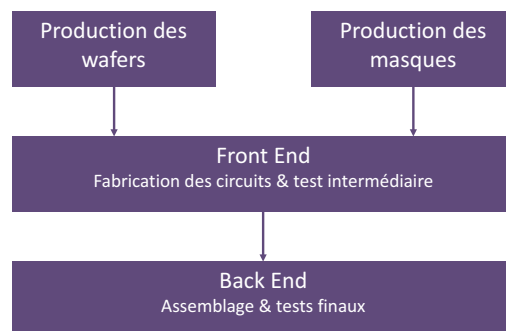 Production des
wafers
Production des
masques
Front End
Fabrication des circuits & test intermédiaire
Back End
Assemblage & tests finaux